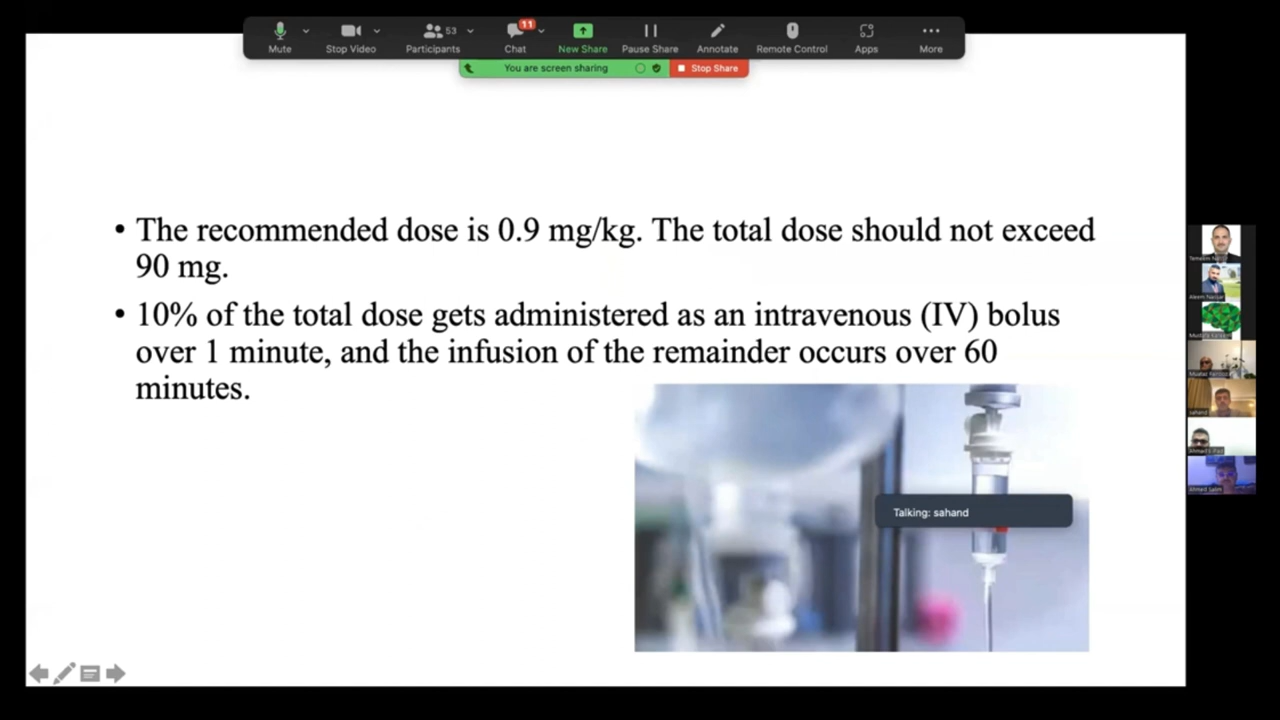 Mute
Stop Video
Participants
53
Chat
11
New Share
Pause Share
Annotate
Remote Control
Apps
More
You are screen sharing
Stop Share
• The recommended dose is 0.9 mg/kg. The total dose should not exceed
90 mg.
• 10% of the total dose gets administered as an intravenous (IV) bolus
over 1 minute, and the infusion of the remainder occurs over 60
minutes.
Talking: sahand
sahand
Ahmed Salim